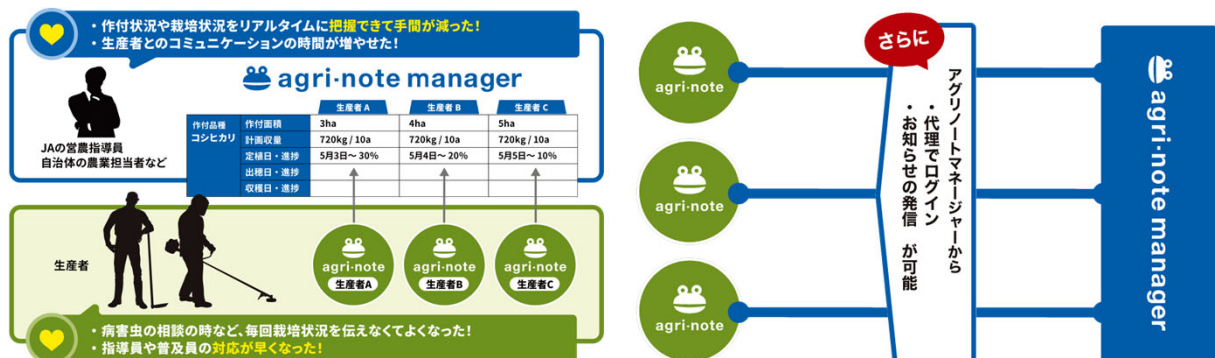 ・作付状況や栽培状況をリアルタイムに把握できて手間が減った!
・生産者とのコミュニケーションの時間が増やせた!
agri-note manager
JAの営農指導員
自治体の農業担当者など
生産者A 生産者B 生産者C
作付品種 コシヒカリ
作付面積 3ha 4ha 5ha
計画収量 720kg / 10a 720kg / 10a 720kg / 10a
定植日・進捗 5月3日〜 30% 5月4日〜 20% 5月5日〜 10%
出穂日・進捗
収穫日・進捗
生産者
agri-note
生産者A
agri-note
生産者B
agri-note
生産者C
・病害虫の相談の時など、毎回栽培状況を伝えなくてよくなった!
・指導員や普及員の対応が早くなった!
agri-note
agri-note
agri-note
さらに
アグリノートマネージャーから
・代理でログイン
・お知らせの発信 が可能
agri-note manager